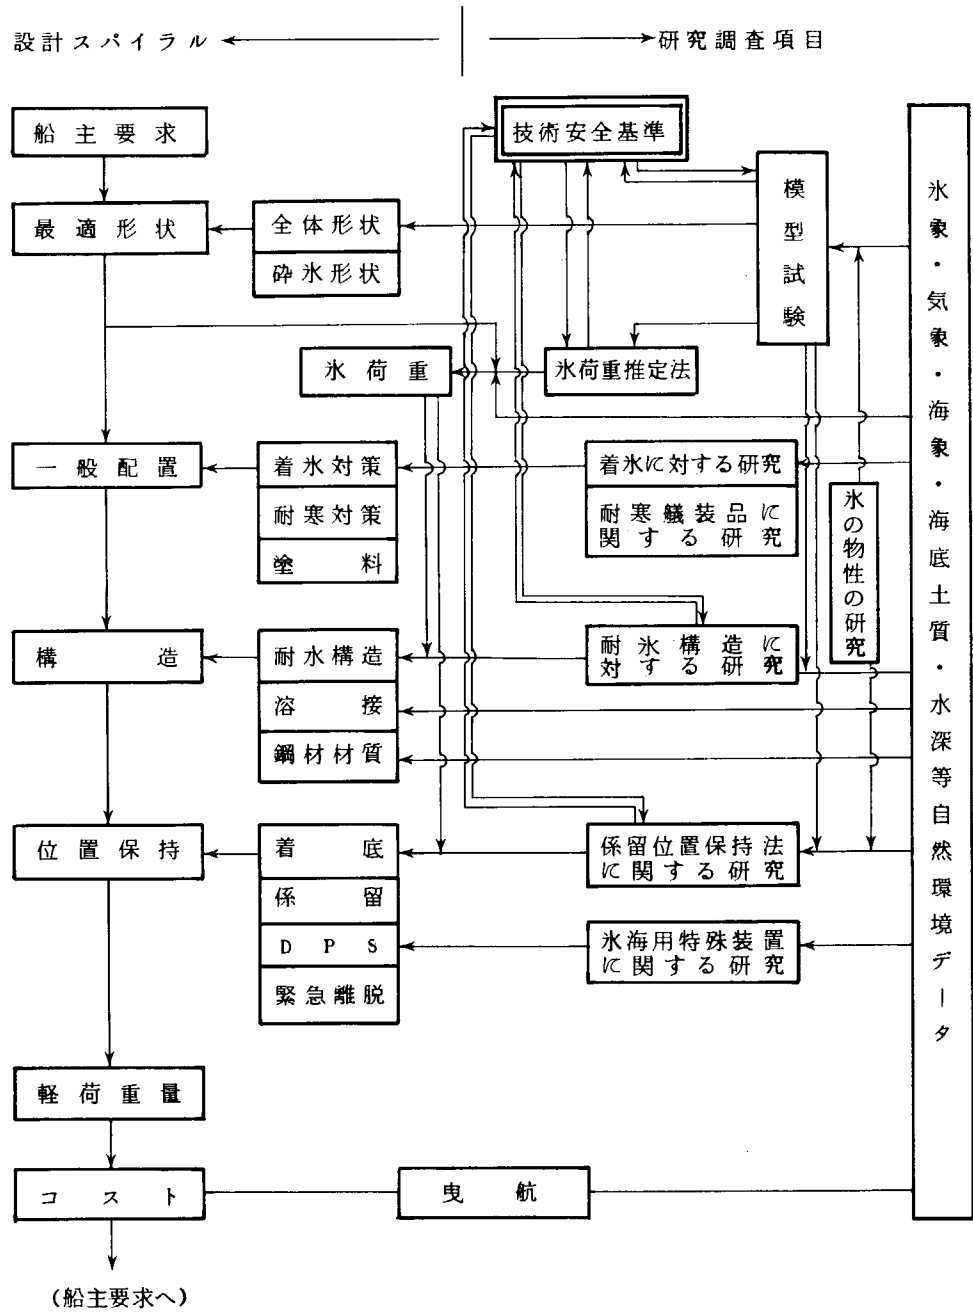 設計スパイラル
研究調査項目
船主要求
最適形状
全体形状
砕氷形状
技術安全基準
模型試験
氷荷重
氷荷重推定法
一般配置
着氷対策
耐寒対策
塗料
着氷に対する研究
耐寒艤装品に
関する研究
氷の物性の研究
構造
耐水構造
溶接
鋼材材質
耐氷構造に
対する研究
位置保持
着底
係留
DPS
緊急離脱
係留位置保持法
に関する研究
氷海用特殊装置
に関する研究
氷象・気象・海象・海底土質・水深等自然環境データ
軽荷重量
コスト
曳航
(船主要求へ)